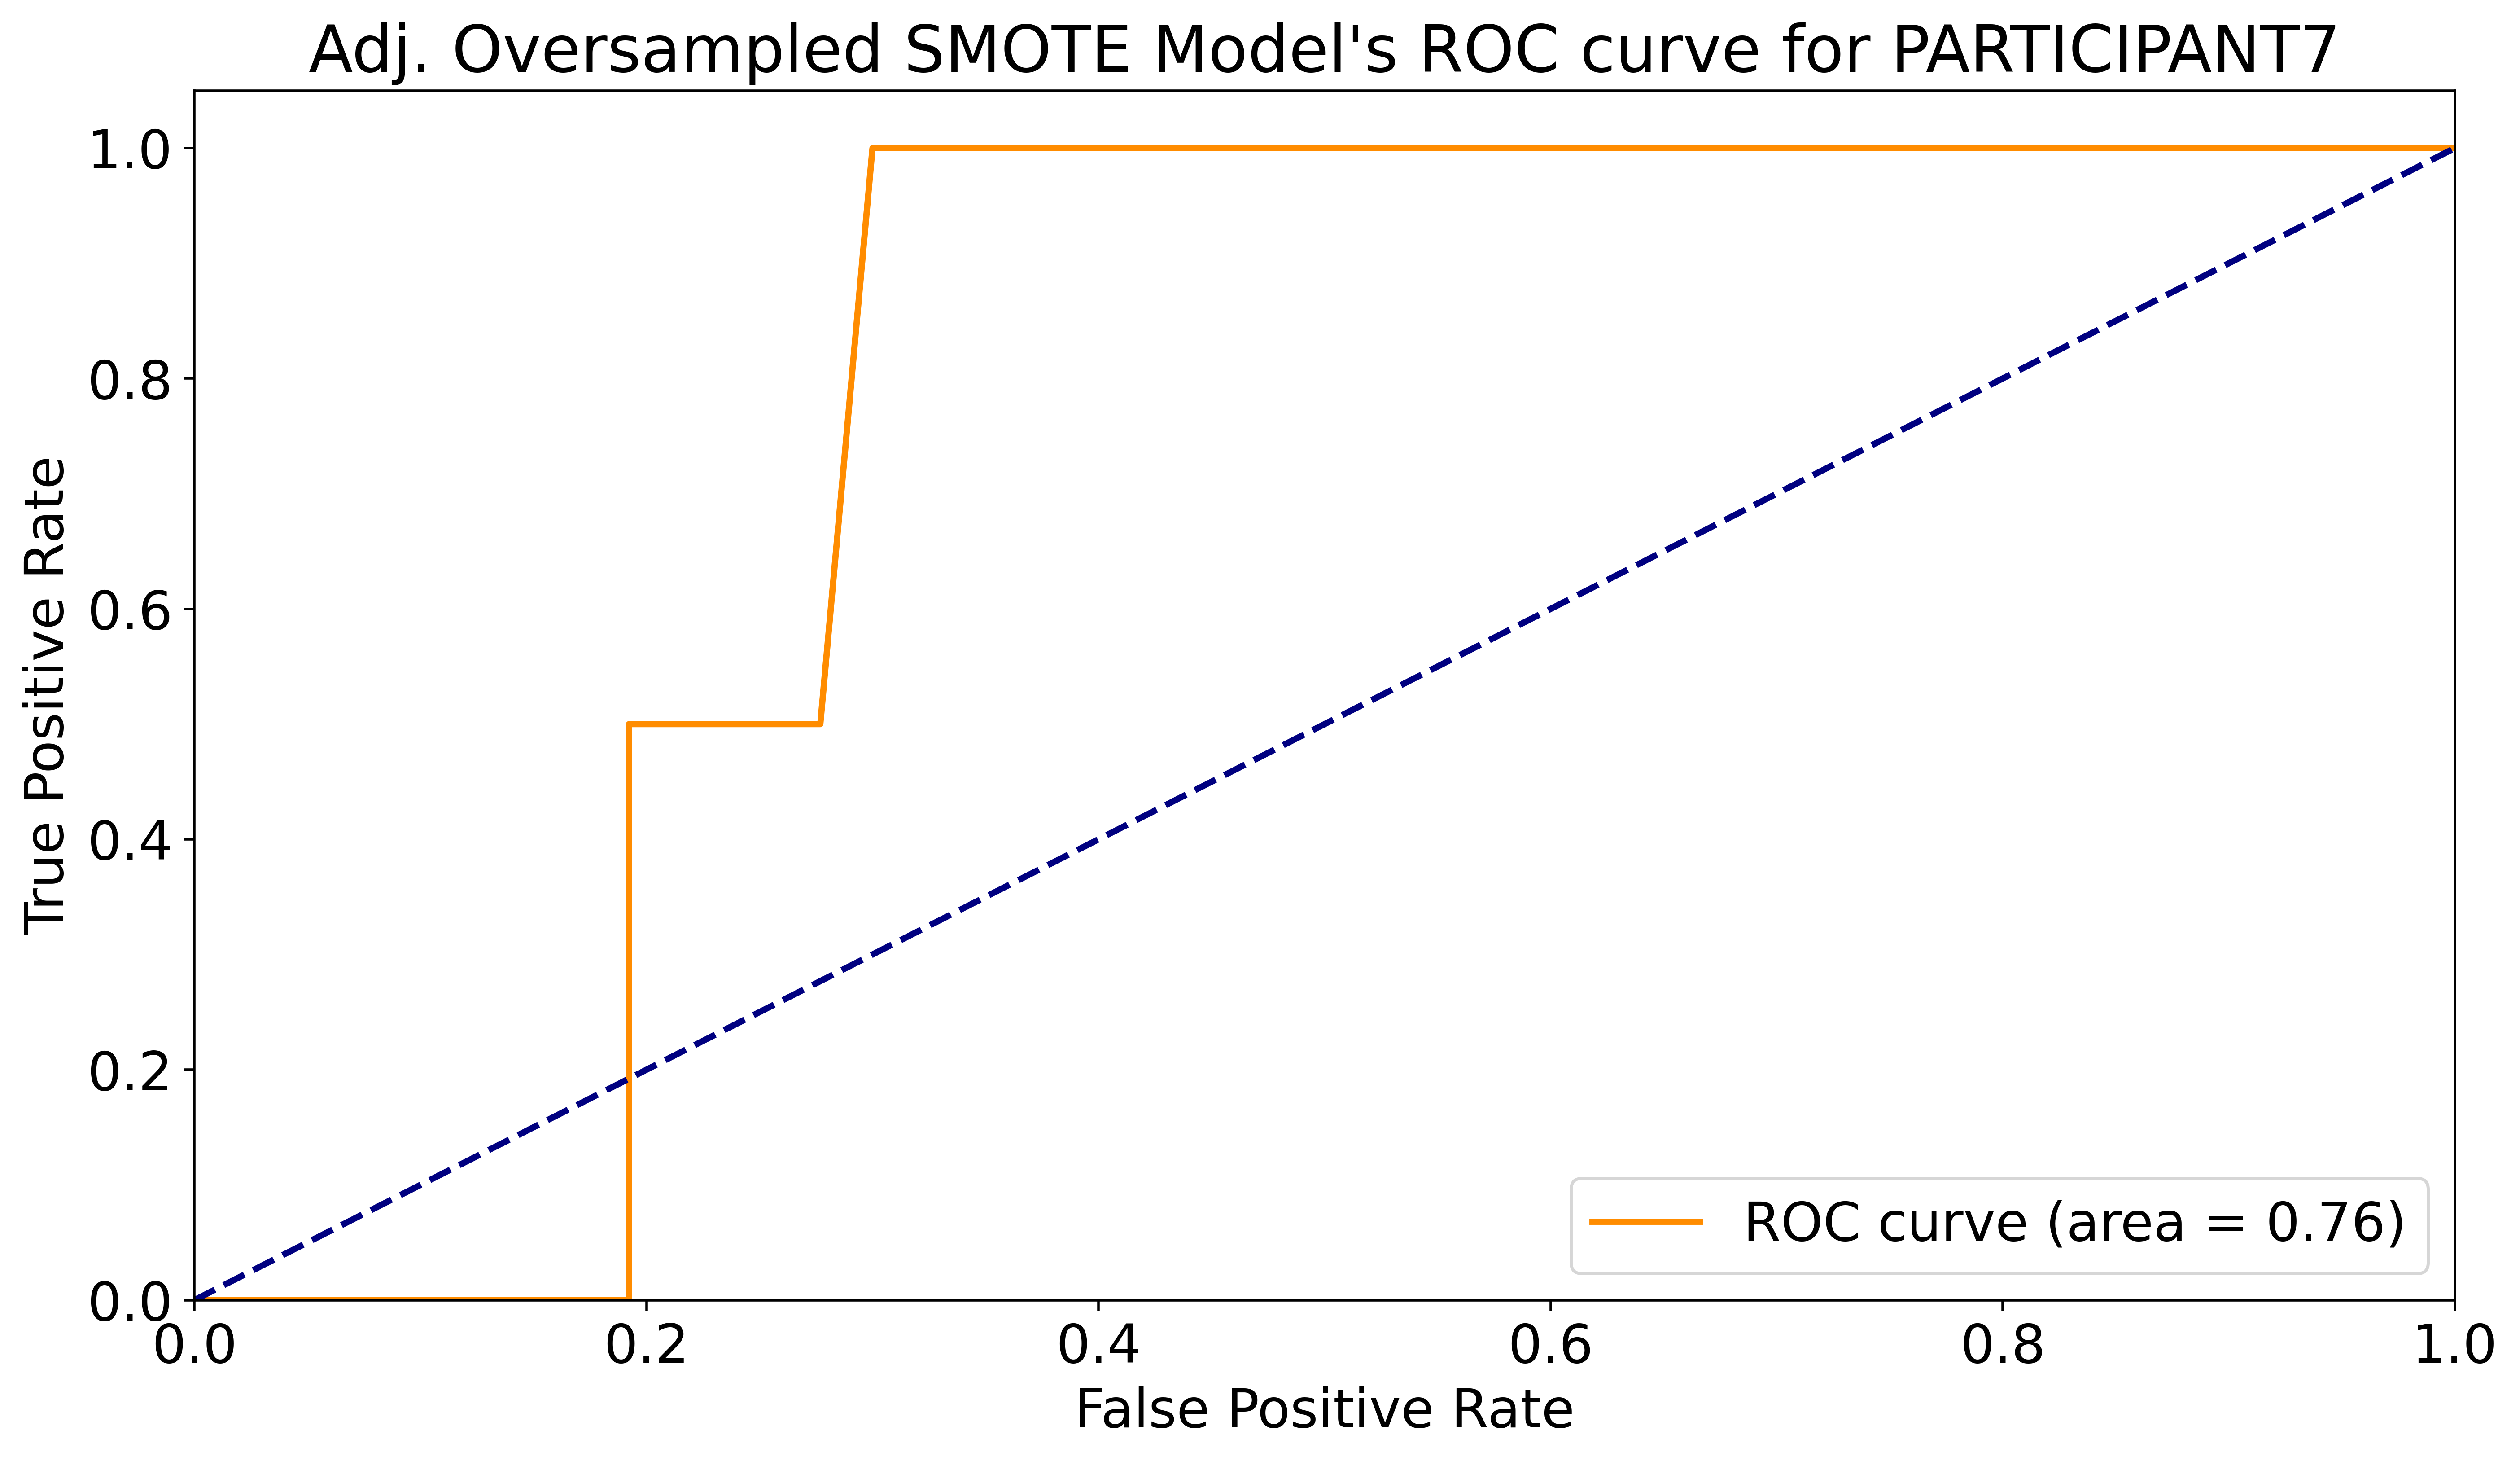 Adj. Oversampled SMOTE Model's ROC curve for PARTICIPANT7
1.0
0.8
0.6
0.4
0.2
0.0
True Positive Rate
0.0 0.2 0.4 0.6 0.8 1.0
False Positive Rate
ROC curve (area = 0.76)